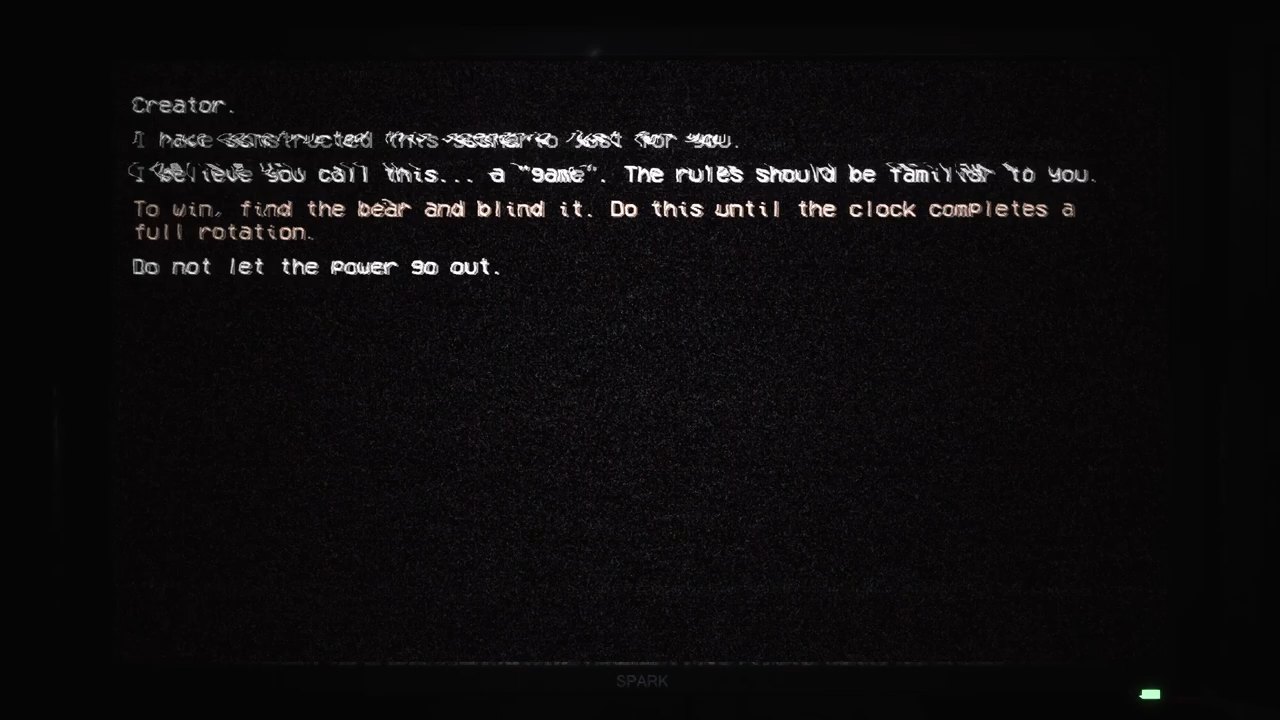 Creator.
I have constructed this scenario just for you.
I believe you call this... a "game". The rules should be familiar to you.
To win, find the bear and blind it. Do this until the clock completes a
full rotation.
Do not let the power go out.
SPARK